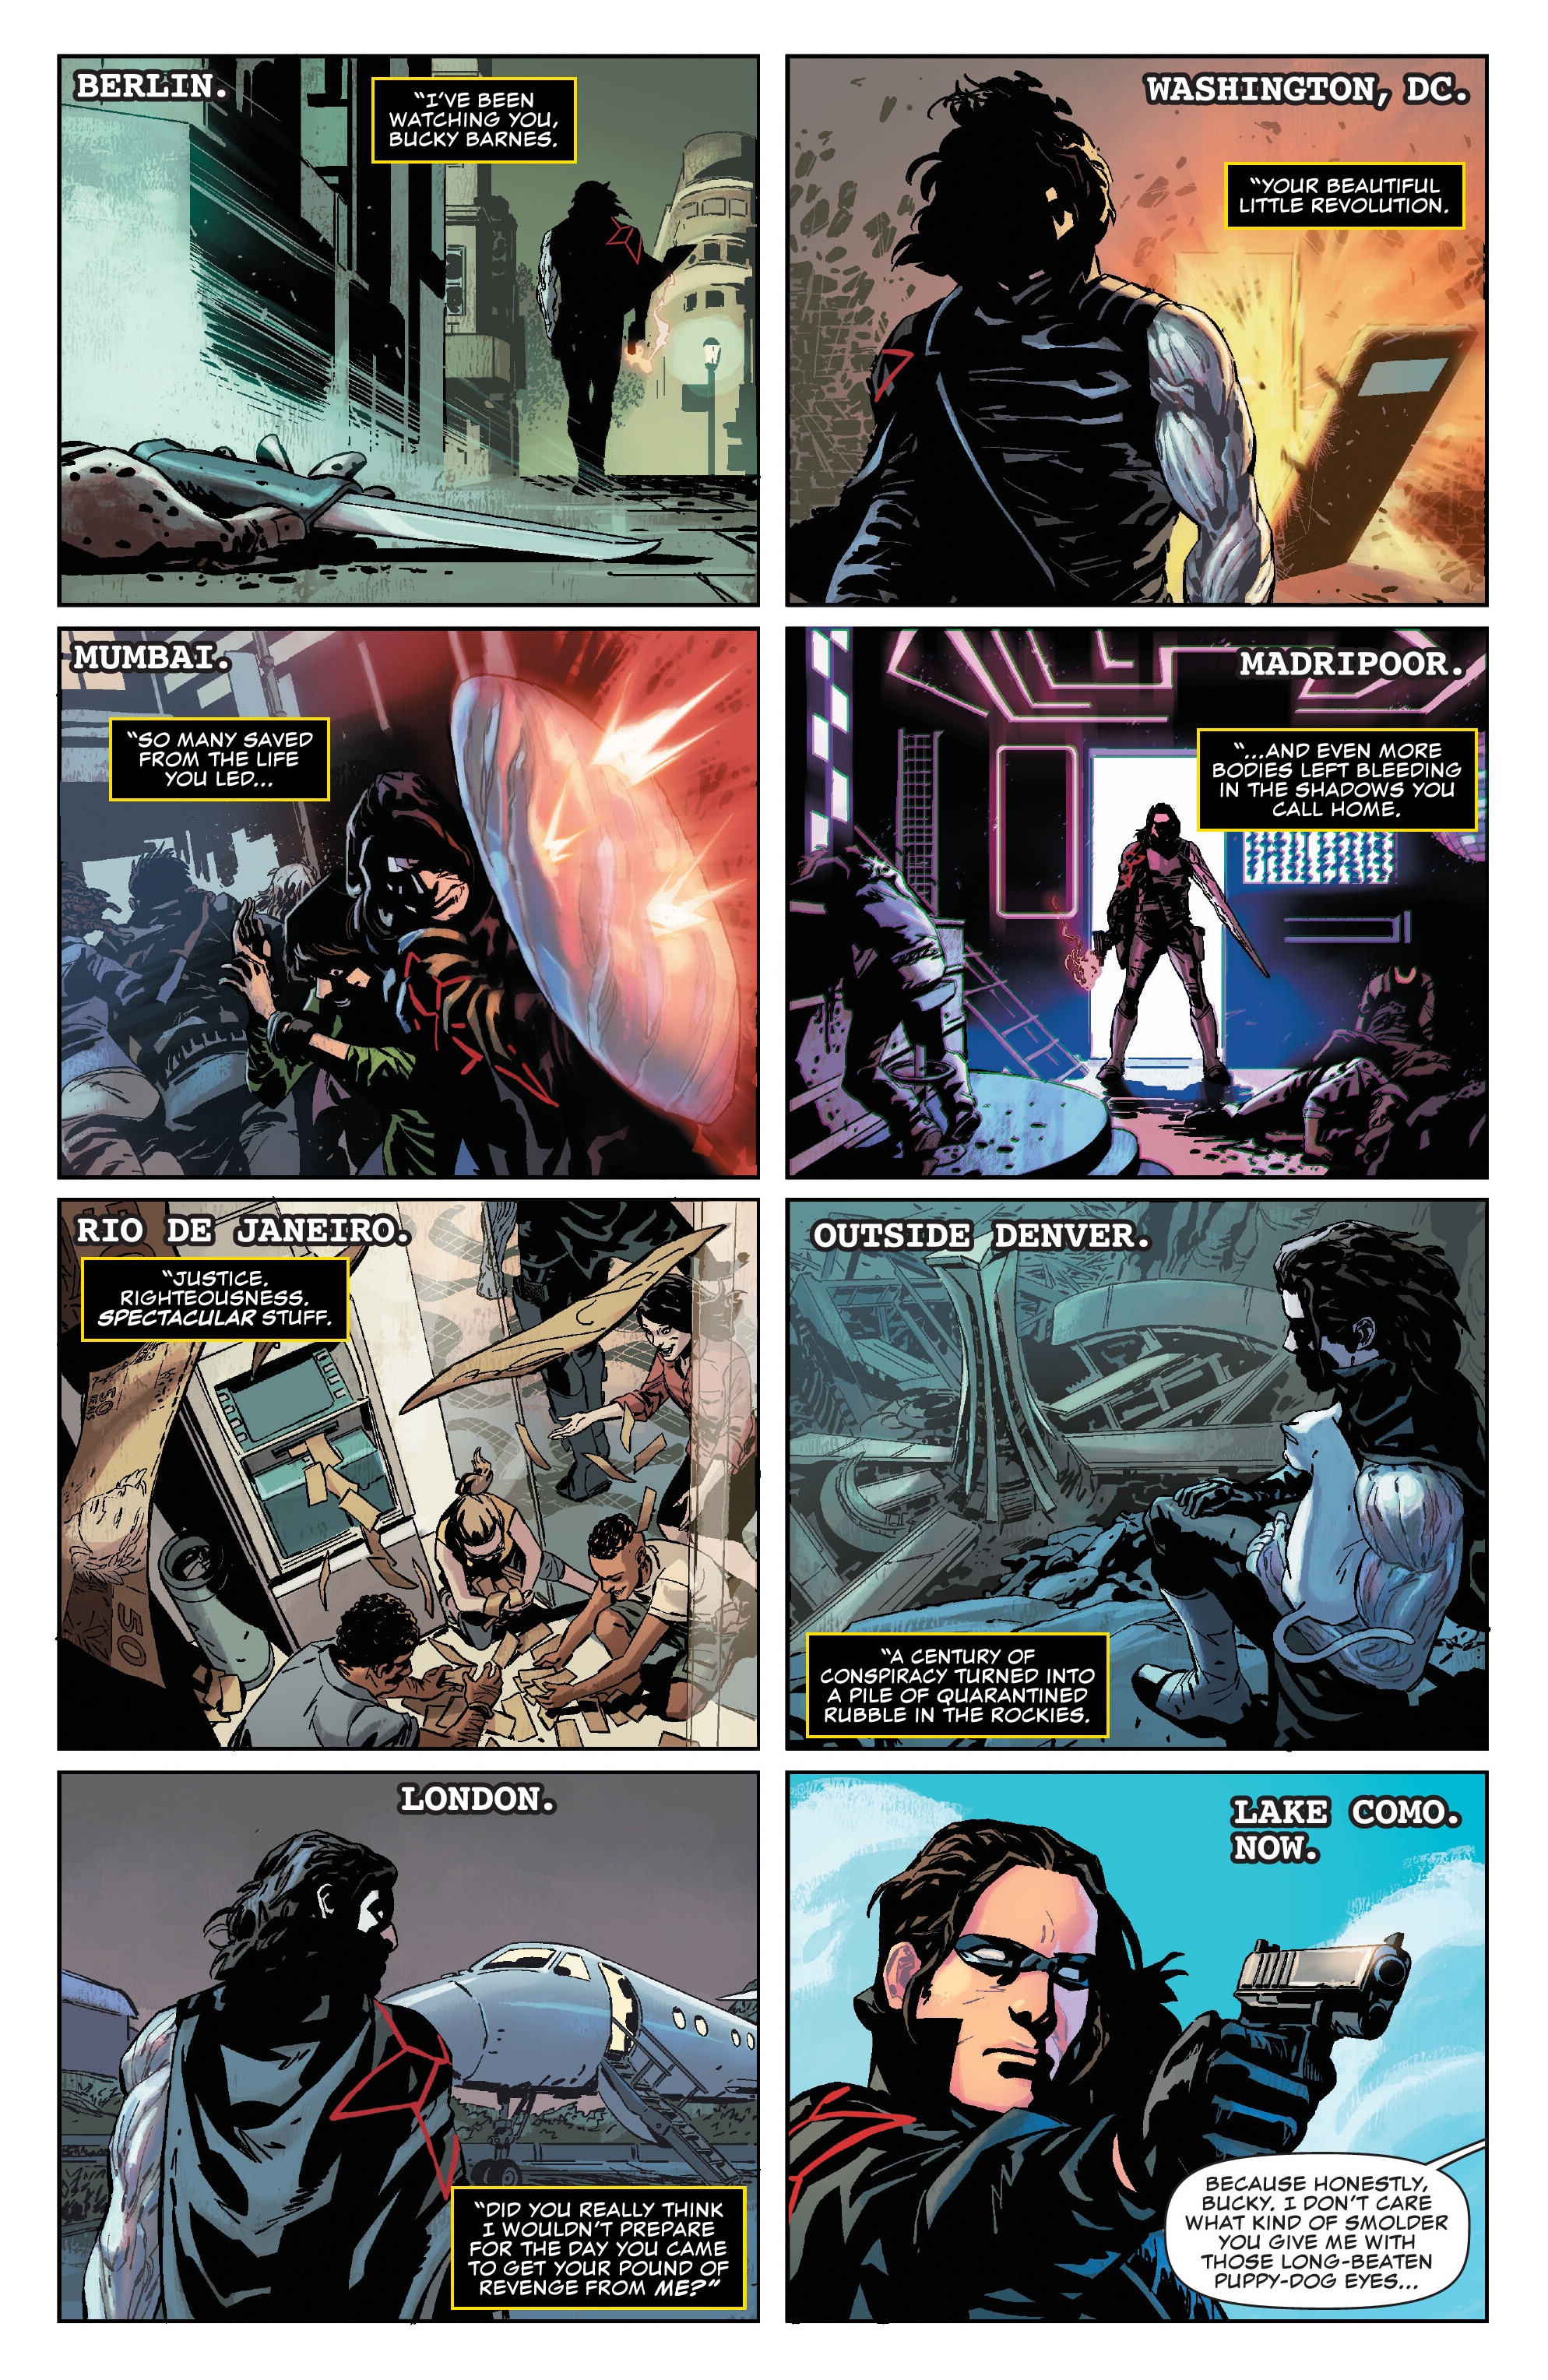 BERLIN.
"I'VE BEEN
WATCHING YOU,
BUCKY BARNES.
WASHINGTON, DC.
"YOUR BEAUTIFUL
LITTLE REVOLUTION.
MUMBAI.
"SO MANY SAVED
FROM THE LIFE
YOU LED...
MADRIPOOR.
"...AND EVEN MORE
BODIES LEFT BLEEDING
IN THE SHADOWS YOU
CALL HOME.
RIO DE JANEIRO.
"JUSTICE.
RIGHTEOUSNESS.
SPECTACULAR STUFF.
50
REAIS
50
OUTSIDE DENVER.
"A CENTURY OF
CONSPIRACY TURNED INTO
A PILE OF QUARANTINED
RUBBLE IN THE ROCKIES.
LONDON.
"DID YOU REALLY THINK
I WOULDN'T PREPARE
FOR THE DAY YOU CAME
TO GET YOUR POUND OF
REVENGE FROM ME?"
LAKE COMO.
NOW.
BECAUSE HONESTLY,
BUCKY, I DON'T CARE
WHAT KIND OF SMOLDER
YOU GIVE ME WITH
THOSE LONG-BEATEN
PUPPY-DOG EYES...